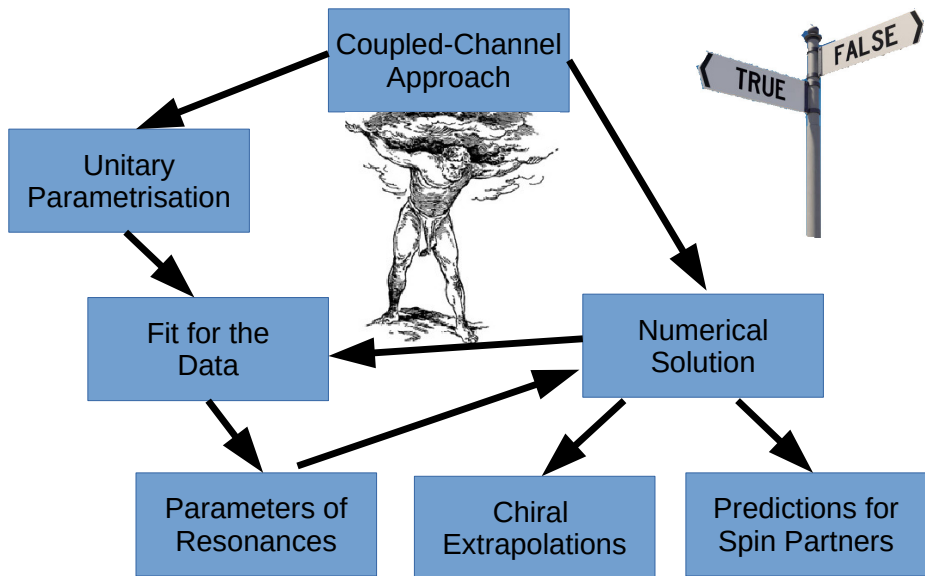 Coupled-Channel
Approach
TRUE
FALSE
Unitary
Parametrisation
Fit for the
Data
Numerical
Solution
Parameters of
Resonances
Chiral
Extrapolations
Predictions for
Spin Partners